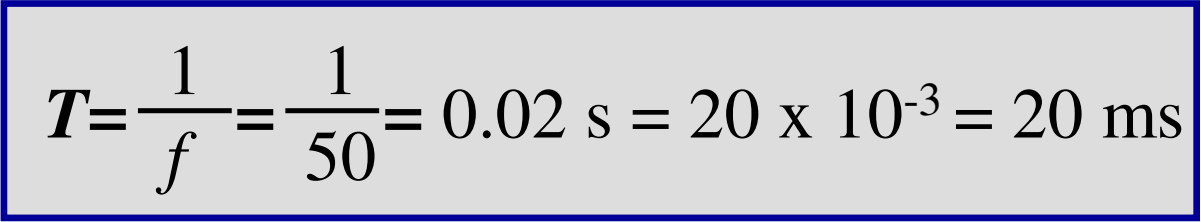 T = 1/f = 1/50 = 0.02 s = 20 x 10⁻³ = 20 ms